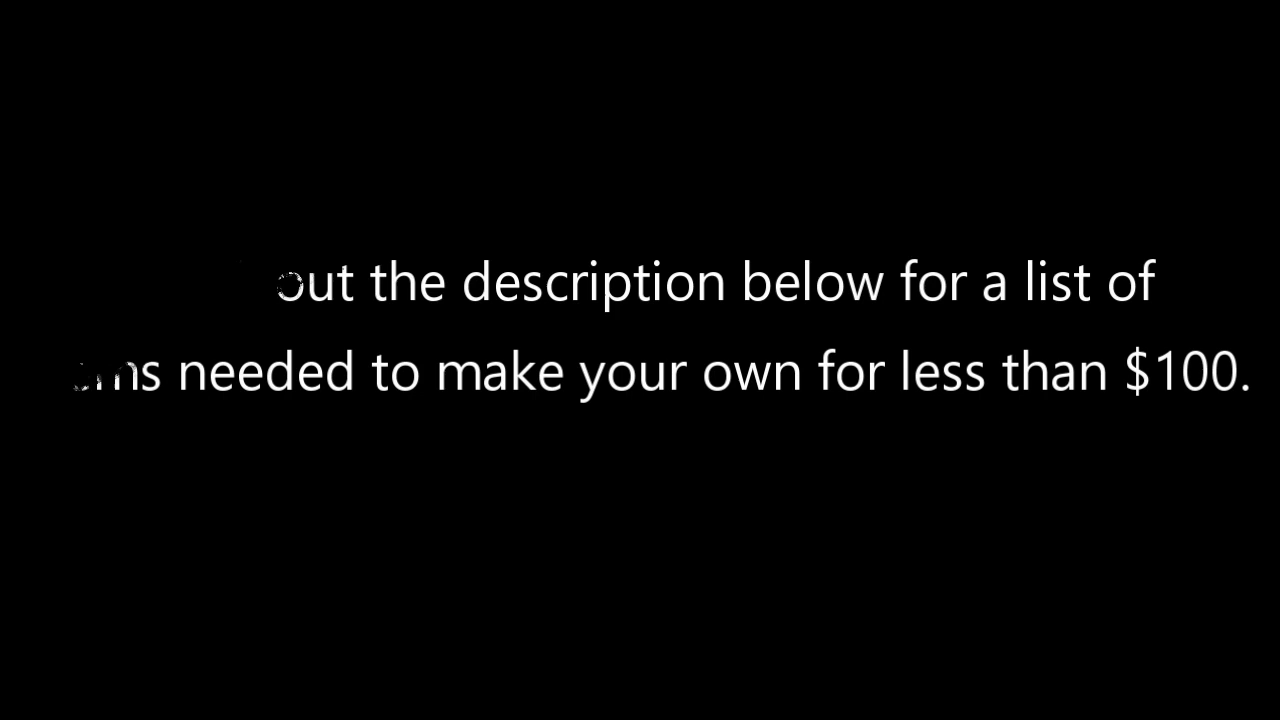 out the description below for a list of
needed to make your own for less than $100.